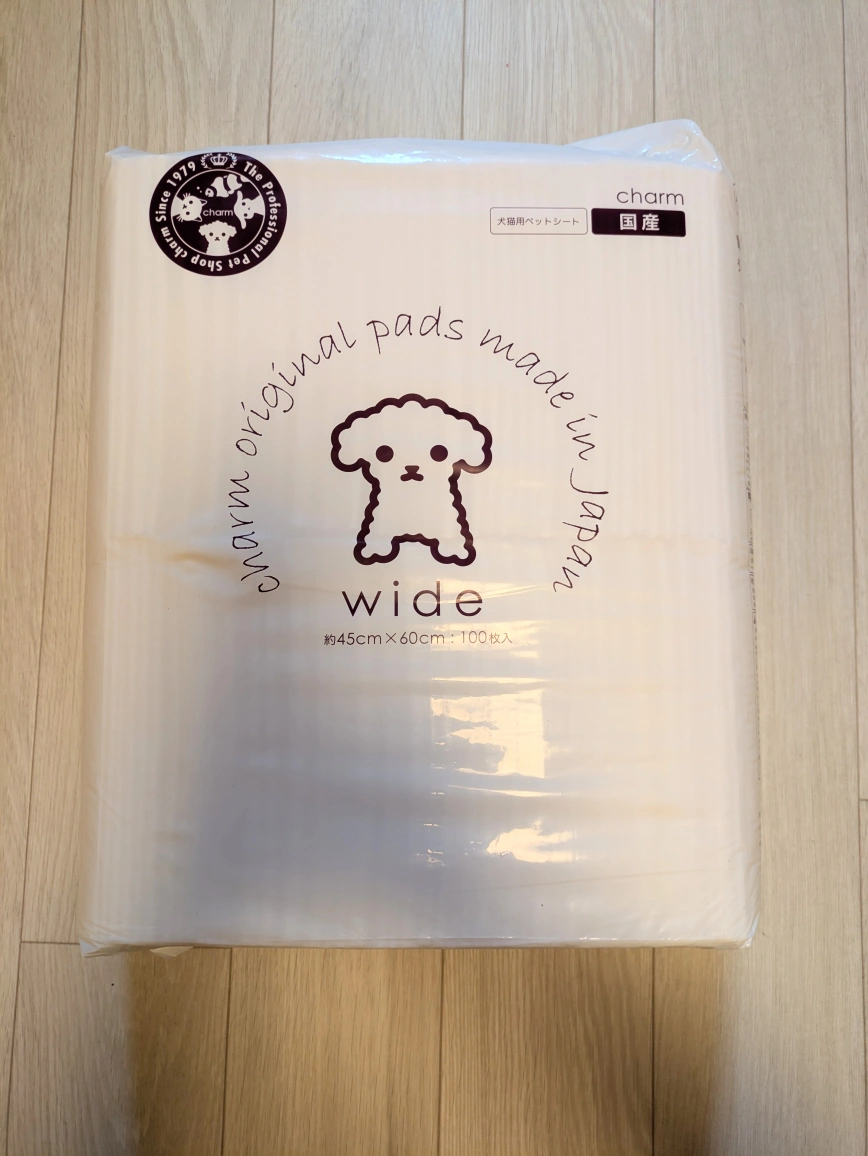 Since 1979 The Professional Pet Shop charm
charm
charm
犬猫用ペットシート
国産
charm original pads made in Japan
wide
約45cm×60cm：100枚入